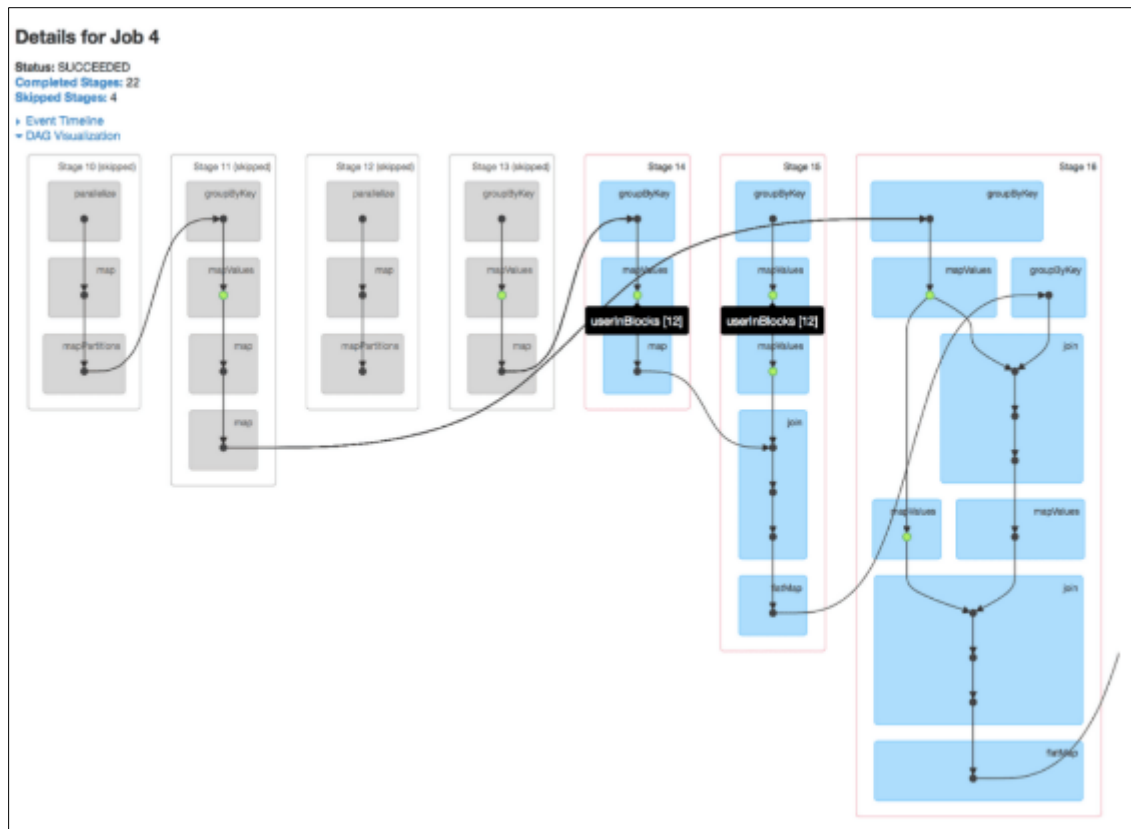 Details for Job 4
Status: SUCCEEDED
Completed Stages: 22
Skipped Stages: 4
Event Timeline
DAG Visualization
Stage 10 (skipped)
parallelize
map
mapPartitions
Stage 11 (skipped)
groupByKey
mapValues
map
map
Stage 12 (skipped)
parallelize
map
mapPartitions
Stage 13 (skipped)
groupByKey
mapValues
map
Stage 14
groupByKey
mapValues
userInBlocks [12]
map
Stage 15
groupByKey
mapValues
userInBlocks [12]
mapValues
join
flatMap
Stage 16
groupByKey
mapValues
groupByKey
join
mapValues
mapValues
join
flatMap